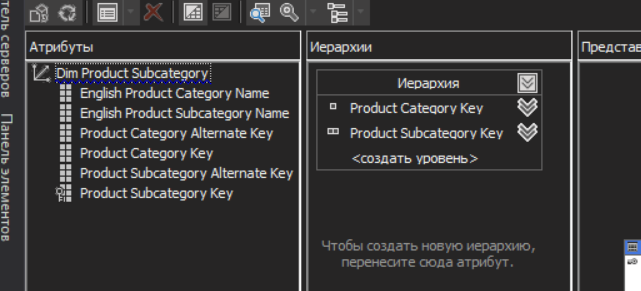 тель серверов
Панель элементов
Атрибуты
Dim Product Subcategory
English Product Category Name
English Product Subcategory Name
Product Category Alternate Key
Product Category Key
Product Subcategory Alternate Key
Product Subcategory Key
Иерархии
Иерархия
Product Category Key
Product Subcategory Key
<создать уровень>
Чтобы создать новую иерархию,
перенесите сюда атрибут.
Представ